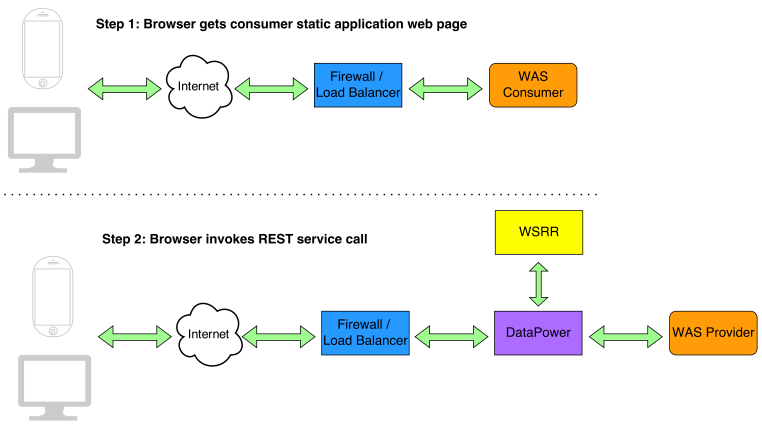 Step 1: Browser gets consumer static application web page
Internet
Firewall /
Load Balancer
WAS
Consumer
Step 2: Browser invokes REST service call
WSRR
Internet
Firewall /
Load Balancer
DataPower
WAS Provider